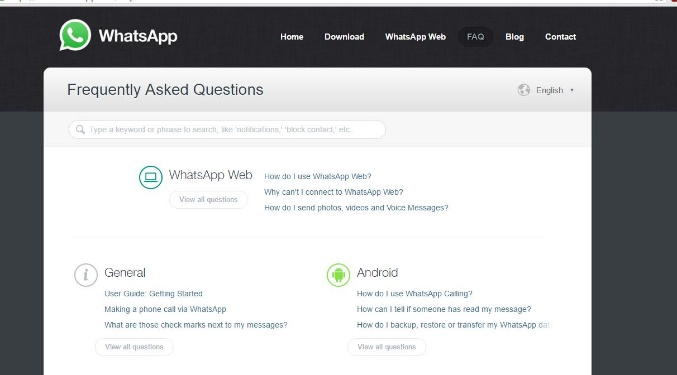 WhatsApp
Home Download WhatsApp Web FAQ Blog Contact
Frequently Asked Questions
English
Type a keyword or phrase to search, like 'notifications,' 'block contact,' etc.
WhatsApp Web
View all questions
How do I use WhatsApp Web?
Why can't I connect to WhatsApp Web?
How do I send photos, videos and Voice Messages?
General
User Guide: Getting Started
Making a phone call via WhatsApp
What are those check marks next to my messages?
View all questions
Android
How do I use WhatsApp Calling?
How can I tell if someone has read my message?
How do I backup, restore or transfer my WhatsApp dat
View all questions